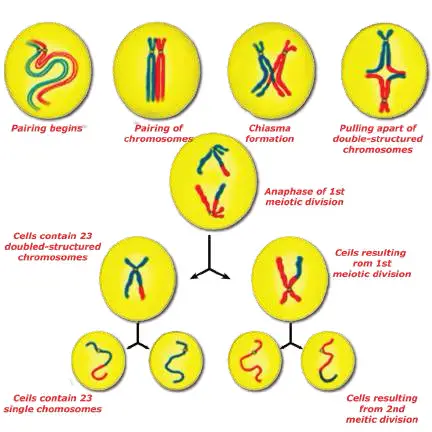 Pairing begins
Pairing of
chromosomes
Chiasma
formation
Pulling apart of
double-structured
chromosomes
Anaphase of 1st
meiotic division
Cells contain 23
doubled-structured
chromosomes
Cells resulting
rom 1st
meiotic division
Cells contain 23
single chomosomes
Cells resulting
from 2nd
meitic division